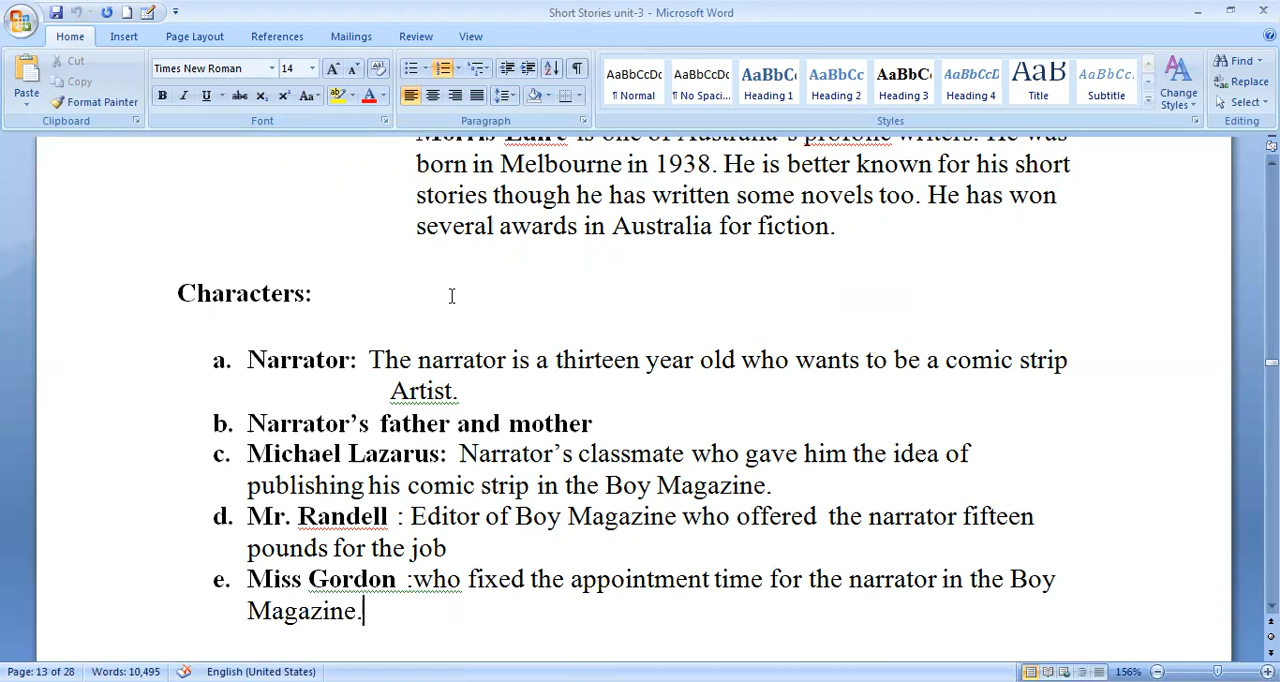 Short Stories unit-3 - Microsoft Word
Home Insert Page Layout References Mailings Review View
Cut
Copy
Format Painter
Paste
Clipboard
Times New Roman 14
Font
Paragraph
AaBbCcDc AaBbCcDc AaBbC AaBbCc AaBbCc AaBbCcD AaB AaBbCc.
¶ Normal ¶ No Spaci... Heading 1 Heading 2 Heading 3 Heading 4 Title Subtitle
Change Styles
Styles
Find
Replace
Select
Editing
is one of Australia's prolific writers. He was
born in Melbourne in 1938. He is better known for his short
stories though he has written some novels too. He has won
several awards in Australia for fiction.
Characters:
a. Narrator: The narrator is a thirteen year old who wants to be a comic strip
Artist.
b. Narrator's father and mother
c. Michael Lazarus: Narrator's classmate who gave him the idea of
publishing his comic strip in the Boy Magazine.
d. Mr. Randell : Editor of Boy Magazine who offered the narrator fifteen
pounds for the job
e. Miss Gordon :who fixed the appointment time for the narrator in the Boy
Magazine.
Page: 13 of 28 Words: 10,495 English (United States) 156%